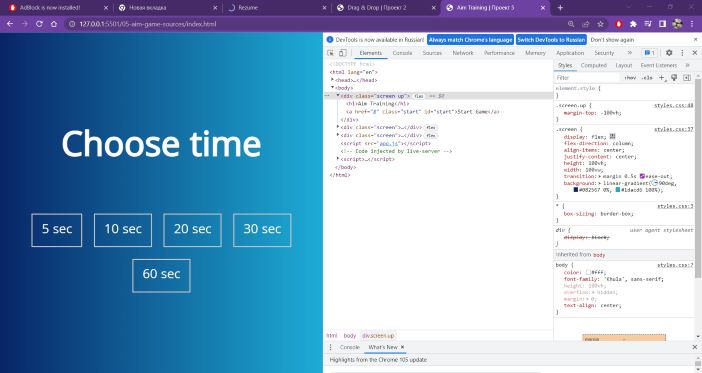 AdBlock is now installed!
Новая вкладка
Rezume
Drag & Drop | Проект 2
Aim Training | Проект 5
127.0.0.1:5501/05-aim-game-sources/index.html
DevTools is now available in Russian!
Always match Chrome's language
Switch DevTools to Russian
Don't show again
Elements
Console
Sources
Network
Performance
Memory
Application
Security
1
<!DOCTYPE html>
<html lang="en">
<head>…</head>
<body>
<div class="screen up"> flex == $0
<h1>Aim Training</h1>
<a href="#" class="start" id="start">Start Game</a>
</div>
<div class="screen">…</div> flex
<div class="screen">…</div> flex
<script src="app.js"></script>
<!-- Code injected by live-server -->
<script>…</script>
</body>
</html>
html body div.screen.up
Styles Computed Layout Event Listeners
Filter :hov .cls
element.style {
}
.screen.up { styles.css:48
margin-top: -100vh;
}
.screen { styles.css:37
display: flex;
flex-direction: column;
align-items: center;
justify-content: center;
height: 100vh;
width: 100vw;
transition: margin 0.5s ease-out;
background: linear-gradient(90deg,
#082567 0%, #1dacd6 100%);
}
* { styles.css:3
box-sizing: border-box;
}
div { user agent stylesheet
display: block;
}
Inherited from body
body { styles.css:7
color: #fff;
font-family: 'Khula', sans-serif;
height: 100vh;
overflow: hidden;
margin: 0;
text-align: center;
}
margin
Console
What's New
Highlights from the Chrome 105 update
Choose time
5 sec
10 sec
20 sec
30 sec
60 sec